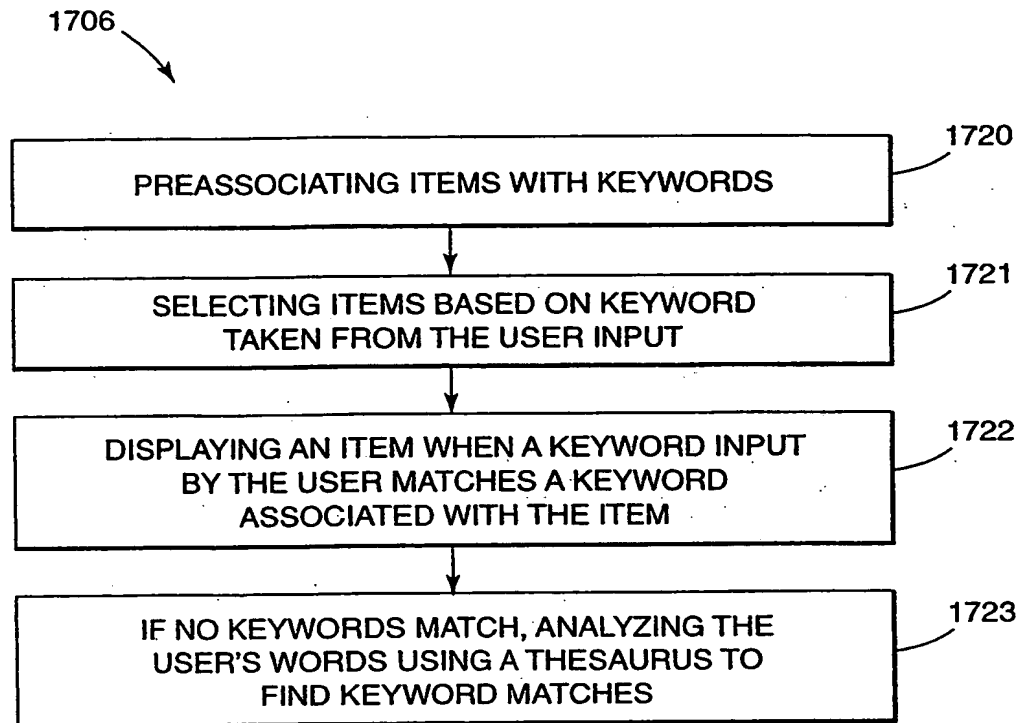 1706
1720
PREASSOCIATING ITEMS WITH KEYWORDS
1721
SELECTING ITEMS BASED ON KEYWORD
TAKEN FROM THE USER INPUT
1722
DISPLAYING AN ITEM WHEN A KEYWORD INPUT
BY THE USER MATCHES A KEYWORD
ASSOCIATED WITH THE ITEM
1723
IF NO KEYWORDS MATCH, ANALYZING THE
USER'S WORDS USING A THESAURUS TO
FIND KEYWORD MATCHES